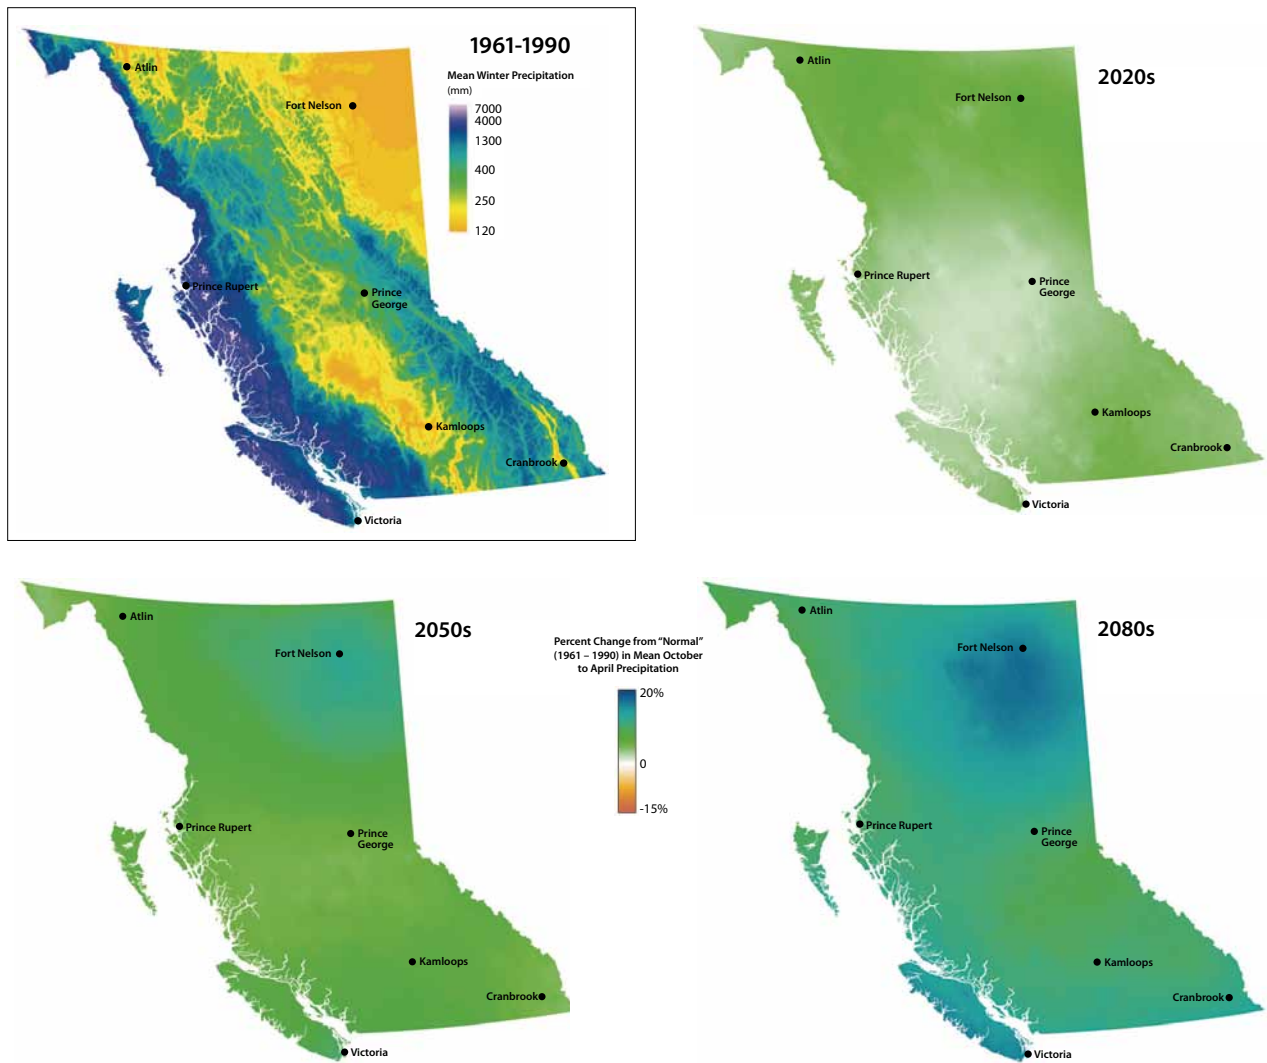 1961-1990
Mean Winter Precipitation
(mm)
7000
4000
1300
400
250
120
Atlin
Fort Nelson
Prince Rupert
Prince
George
Kamloops
Cranbrook
Victoria
2020s
Atlin
Fort Nelson
Prince Rupert
Prince
George
Kamloops
Cranbrook
Victoria
2050s
Atlin
Fort Nelson
Prince Rupert
Prince
George
Kamloops
Cranbrook
Victoria
Percent Change from “Normal”
(1961 – 1990) in Mean October
to April Precipitation
20%
0
-15%
2080s
Atlin
Fort Nelson
Prince Rupert
Prince
George
Kamloops
Cranbrook
Victoria